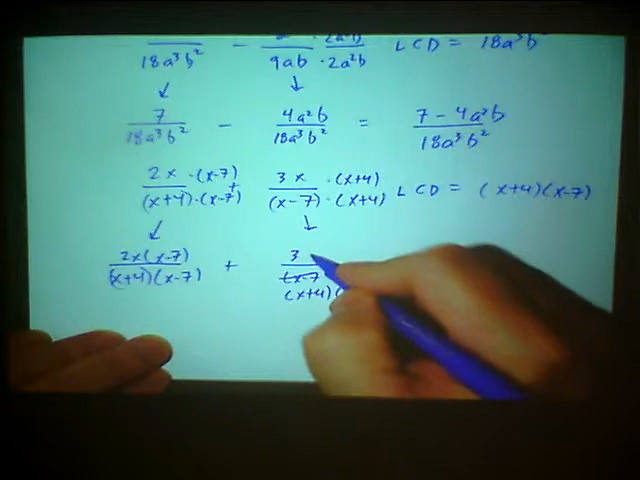 18a³b² − 9ab · 2a²b LCD = 18a³b²
7/18a³b² − 4a²b/18a³b² = 7 − 4a²b/18a³b²
2x · (x-7)/(x+4) · (x-7) + 3x · (x+4)/(x-7) · (x+4) LCD = (x+4)(x-7)
2x(x-7)/(x+4)(x-7) + 3/(x-7
(x+4)(